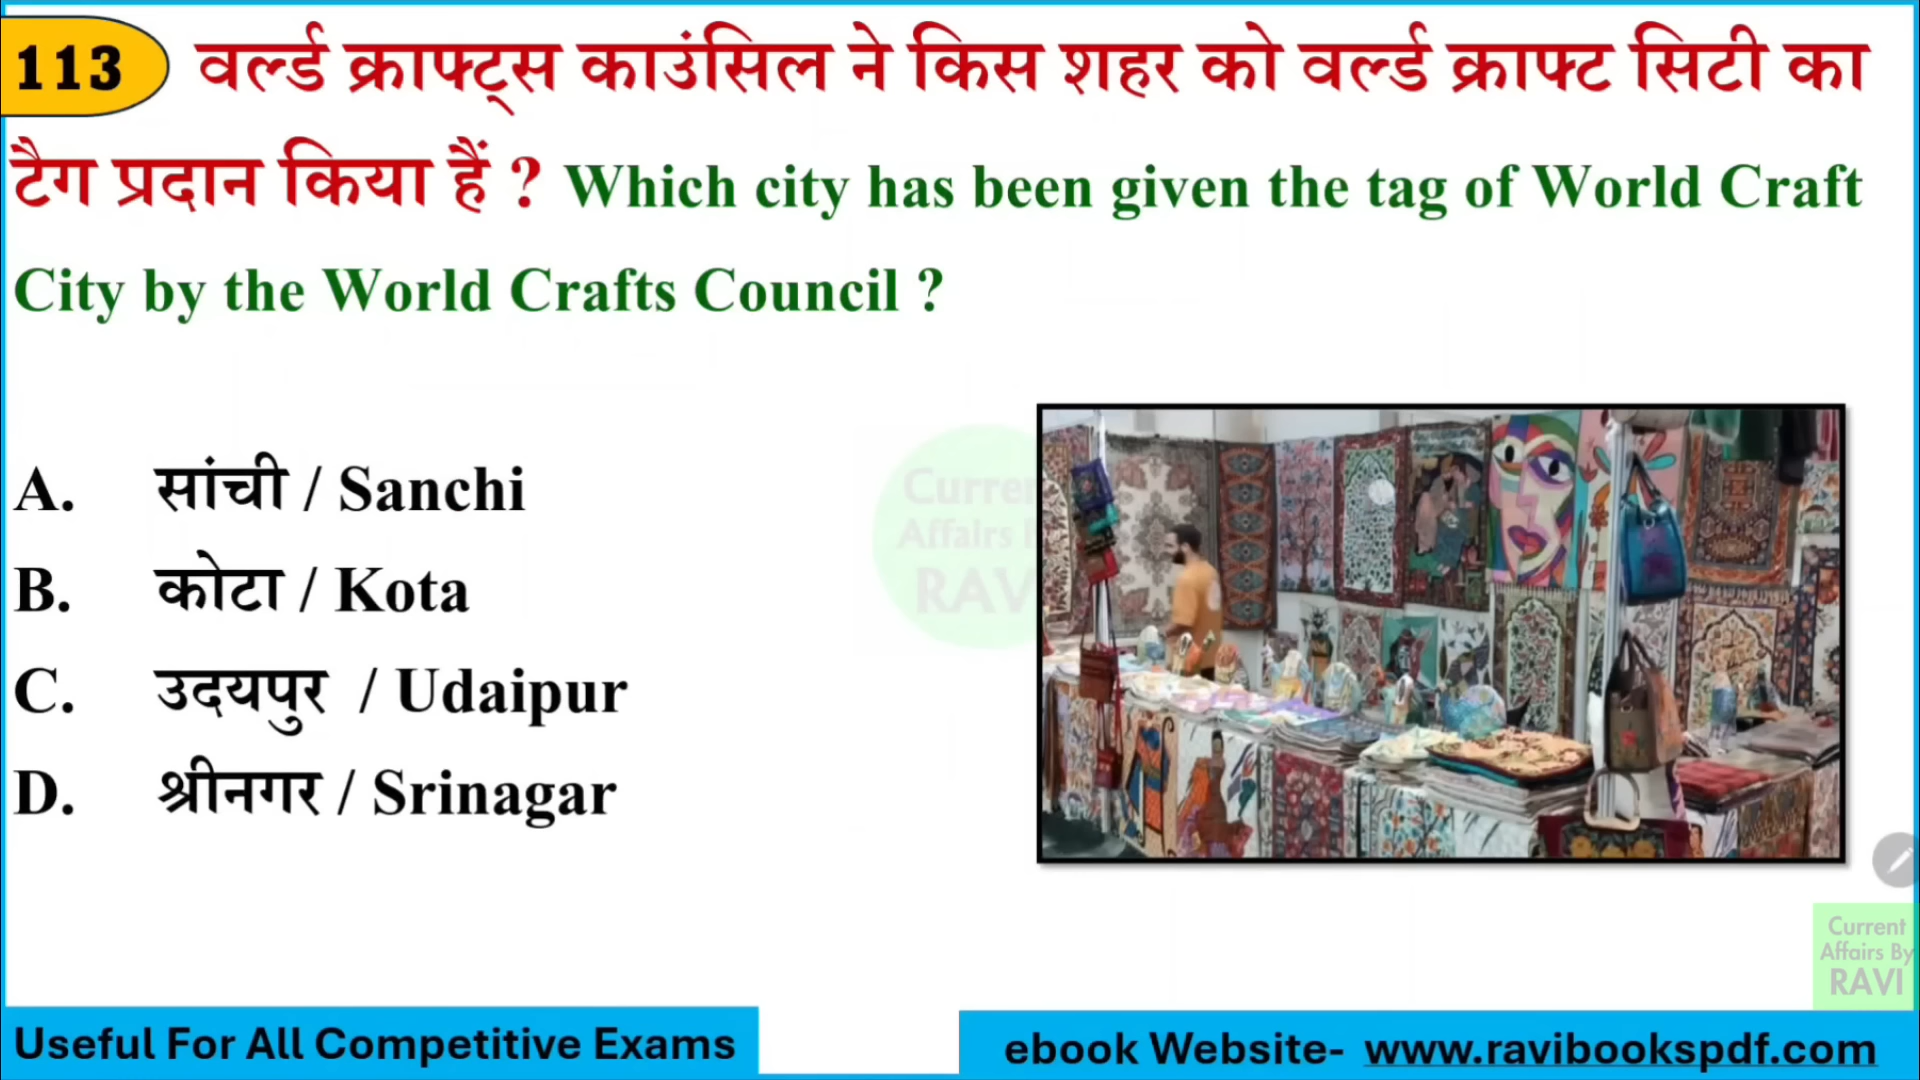 113 वर्ल्ड क्राफ्ट्स काउंसिल ने किस शहर को वर्ल्ड क्राफ्ट सिटी का
टैग प्रदान किया हैं ? Which city has been given the tag of World Craft
City by the World Crafts Council ?
A. सांची / Sanchi
B. कोटा / Kota
C. उदयपुर / Udaipur
D. श्रीनगर / Srinagar
Current
Affairs By
RAVI
Useful For All Competitive Exams
ebook Website- www.ravibookspdf.com